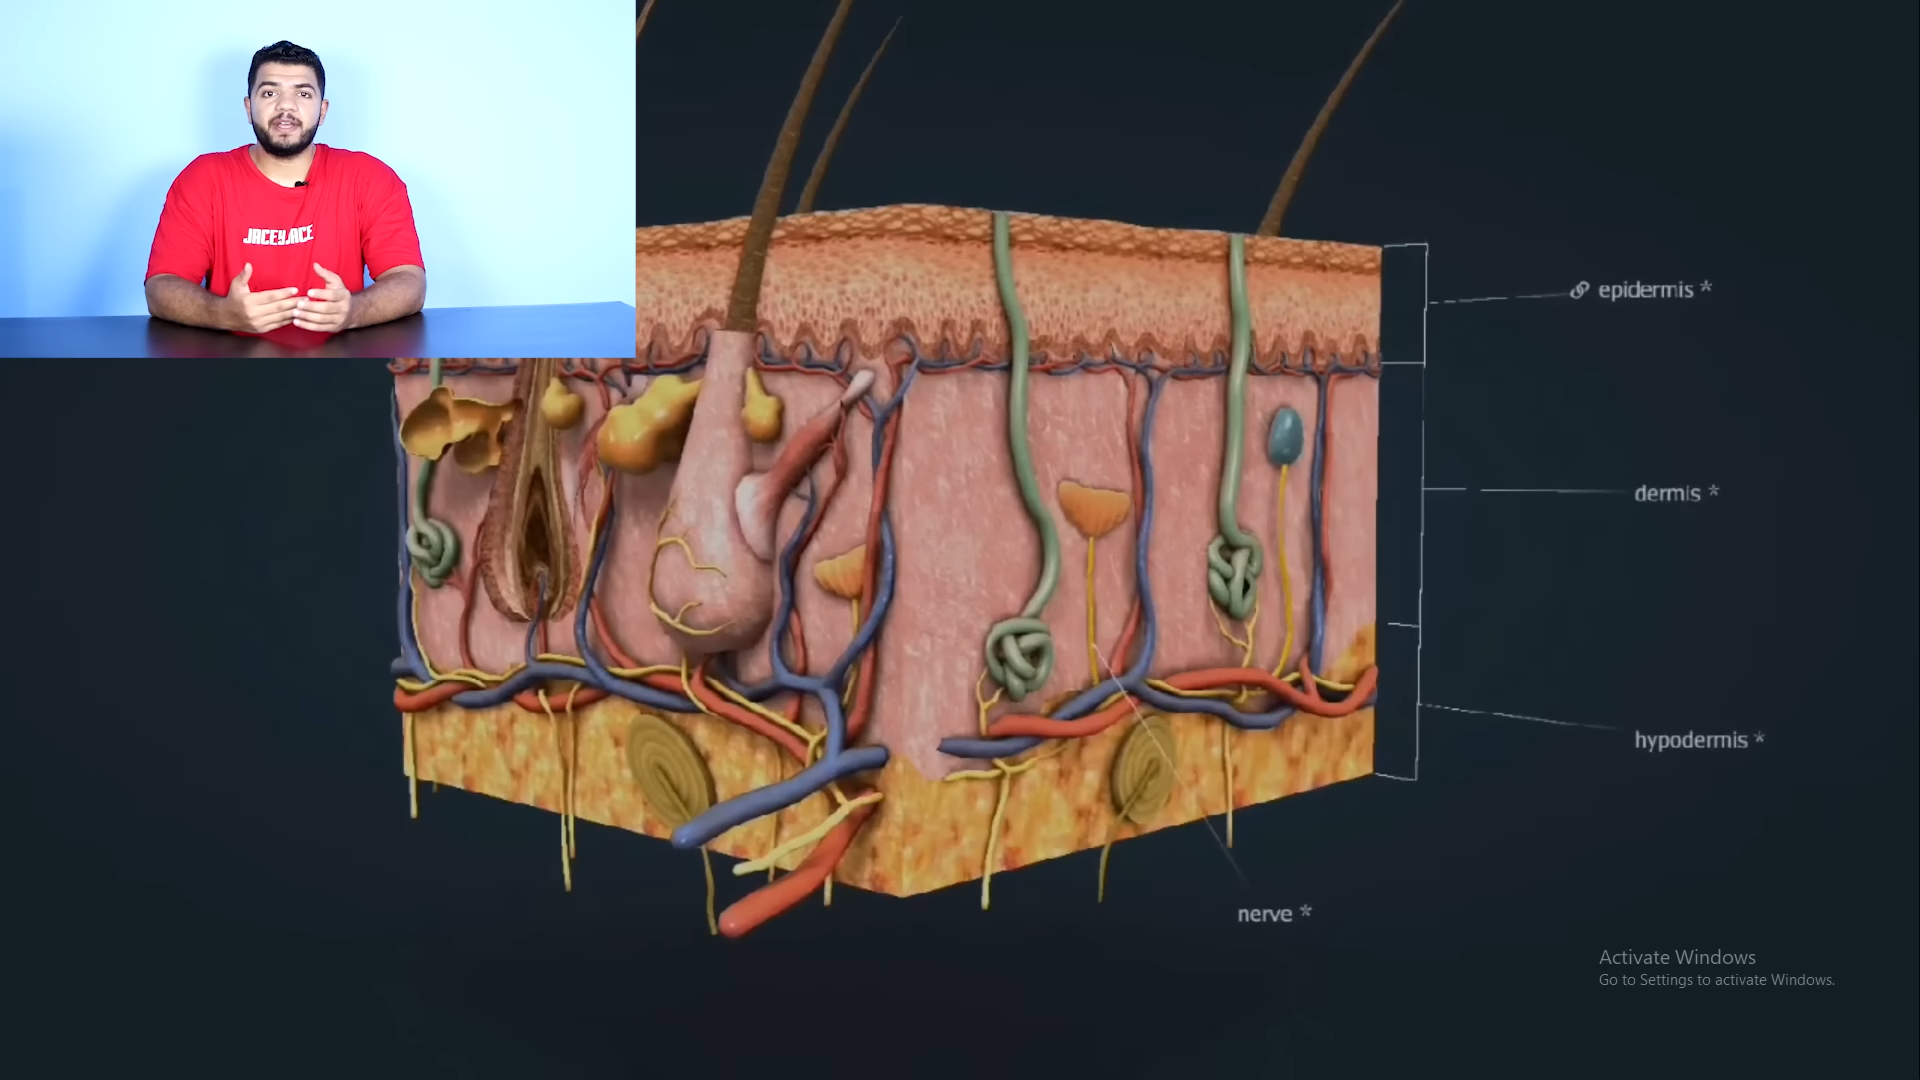 JACEYJACE
epidermis *
dermis *
hypodermis *
nerve *
Activate Windows
Go to Settings to activate Windows.